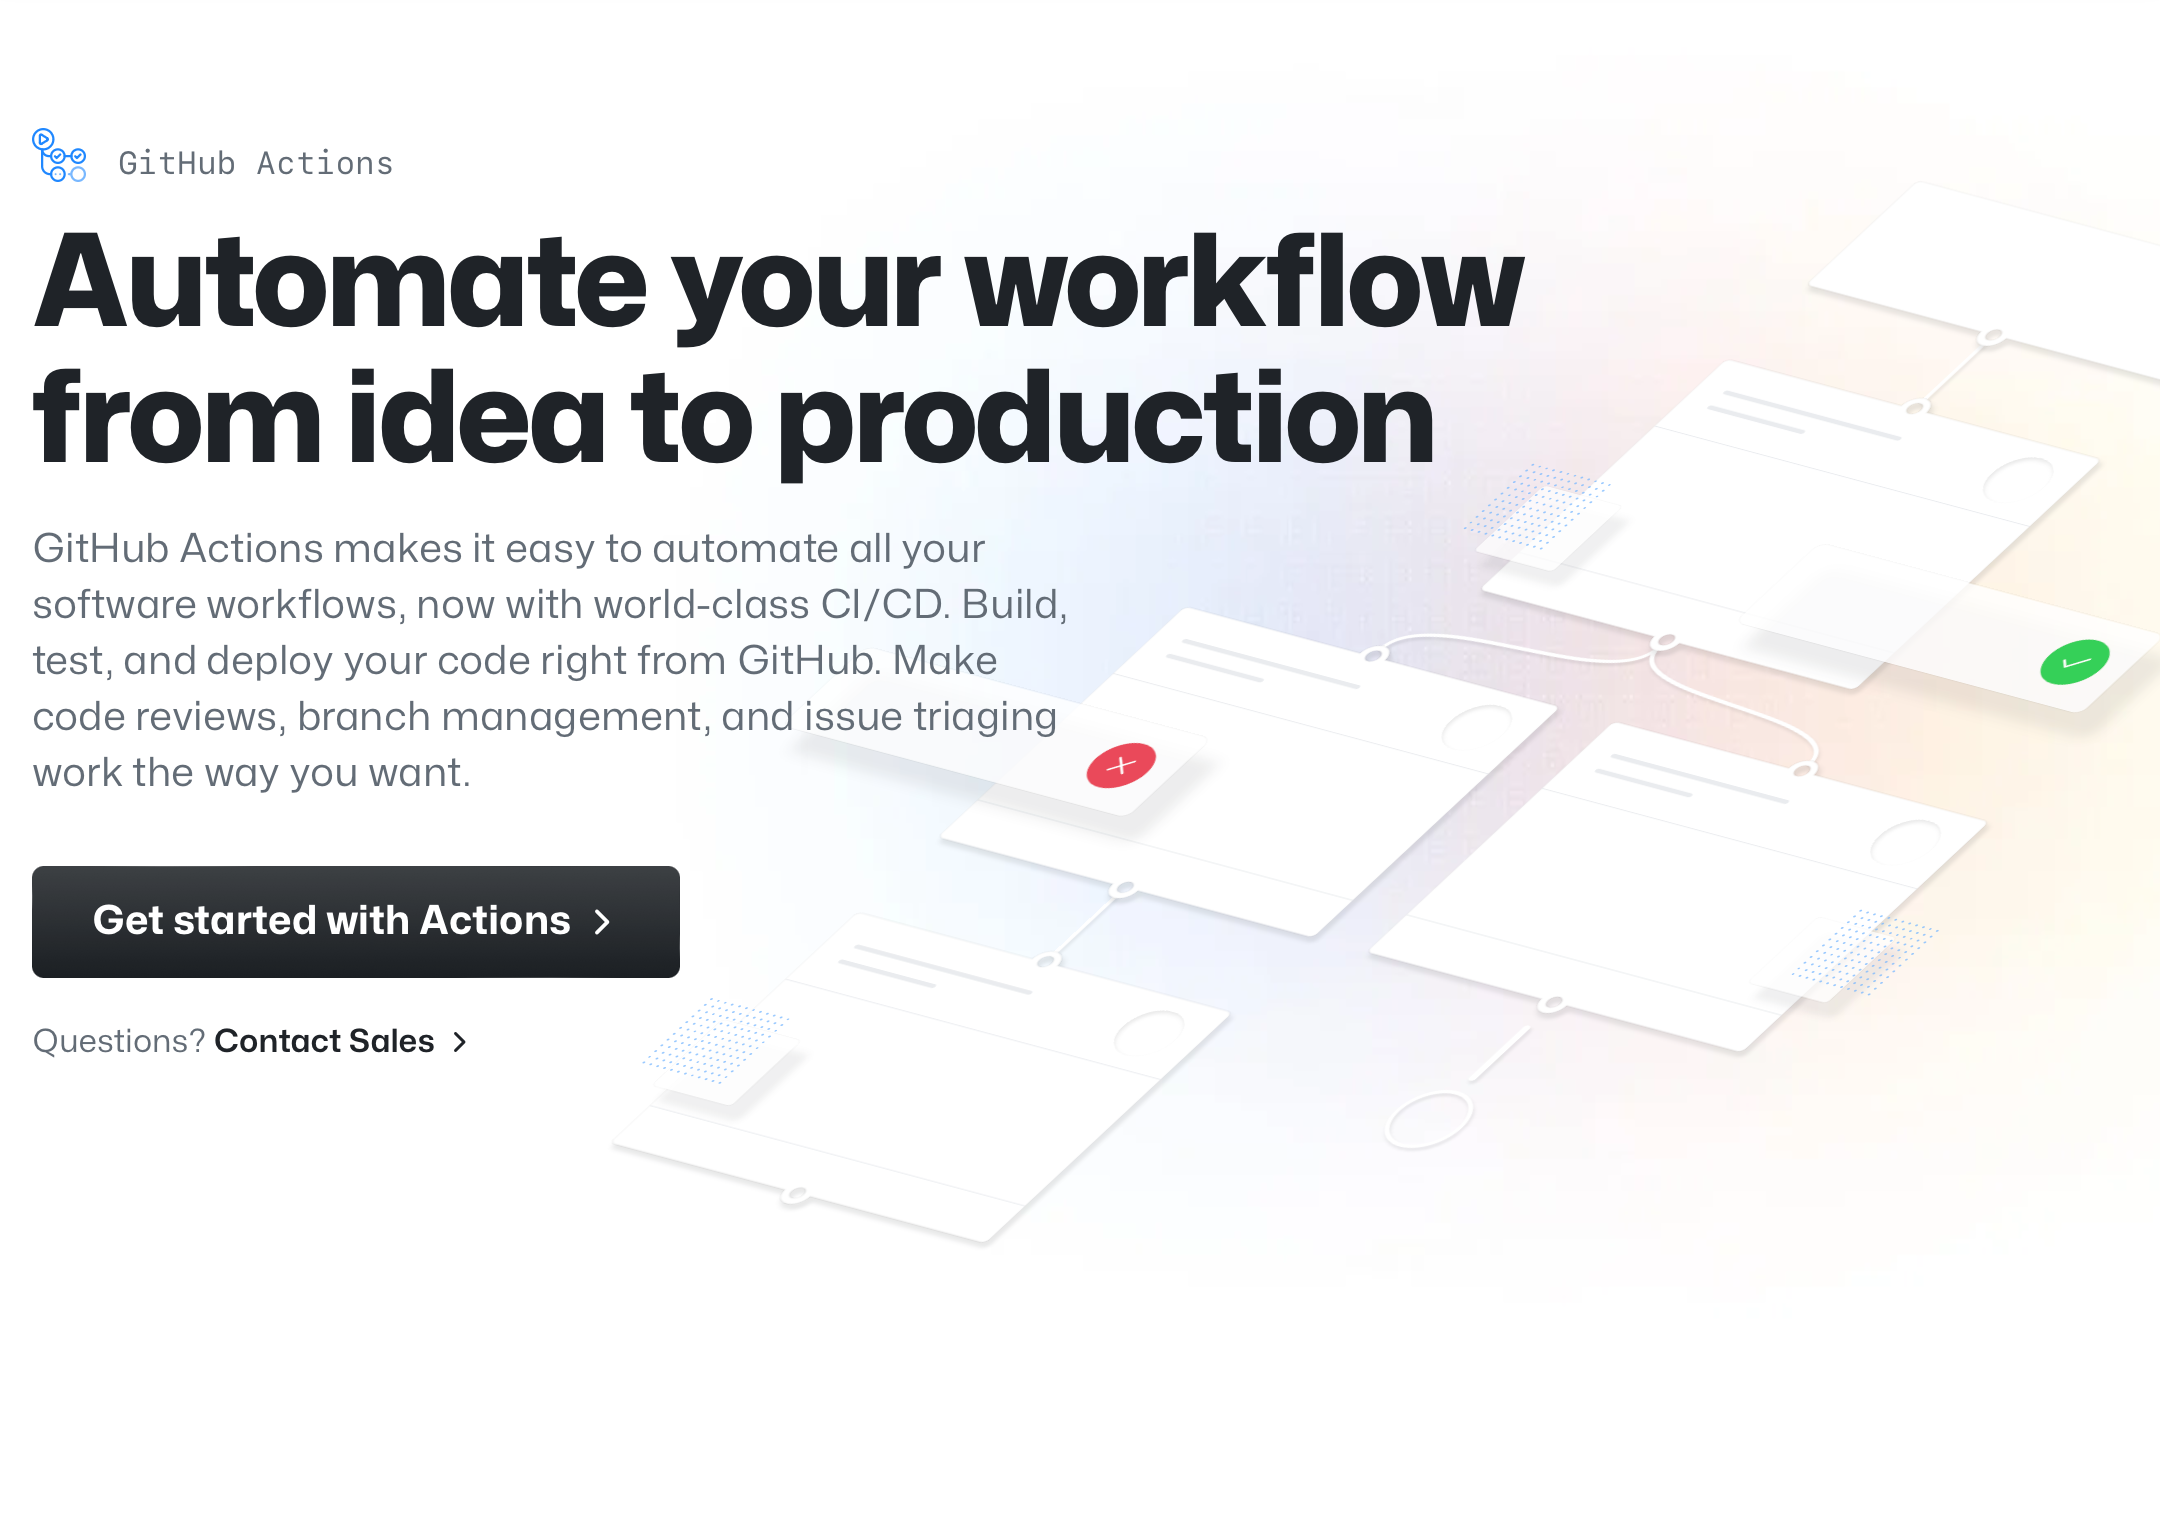 GitHub Actions
Automate your workflow
from idea to production
GitHub Actions makes it easy to automate all your
software workflows, now with world-class CI/CD. Build,
test, and deploy your code right from GitHub. Make
code reviews, branch management, and issue triaging
work the way you want.
Get started with Actions
Questions? Contact Sales